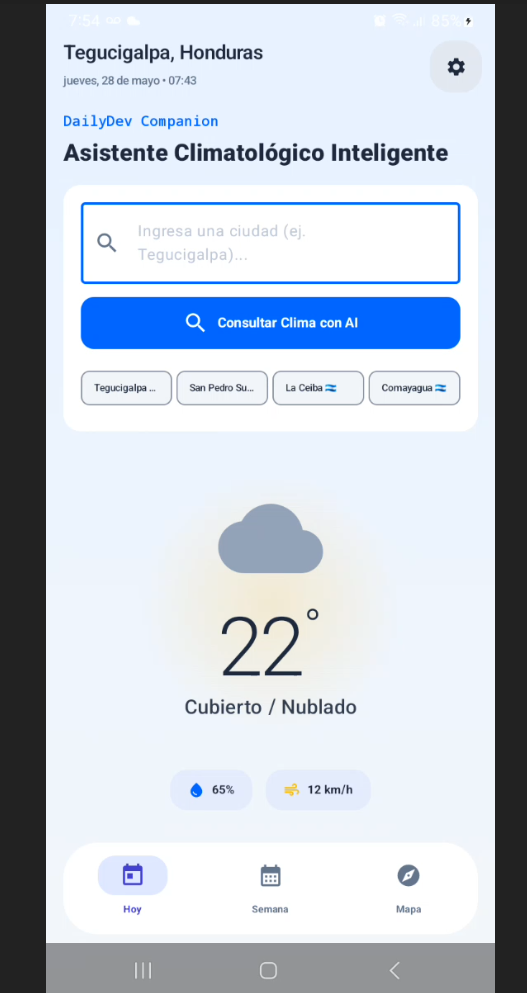 7:54
85%
Tegucigalpa, Honduras
jueves, 28 de mayo • 07:43
DailyDev Companion
Asistente Climatológico Inteligente
Ingresa una ciudad (ej.
Tegucigalpa)...
Consultar Clima con AI
Tegucigalpa ...
San Pedro Su...
La Ceiba 🇭🇳
Comayagua 🇭🇳
22°
Cubierto / Nublado
65%
12 km/h
Hoy
Semana
Mapa